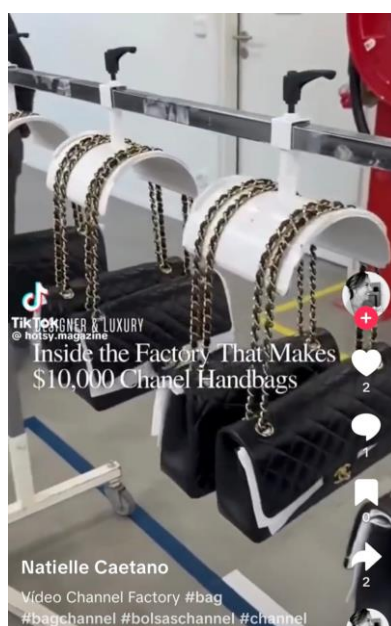 DESIGNER & LUXURY
TikTok
@ hotsy.magazine
Inside the Factory That Makes
$10,000 Chanel Handbags
2
1
0
2
Natielle Caetano
Vídeo Channel Factory #bag
#bagchannel #bolsaschannel #channel